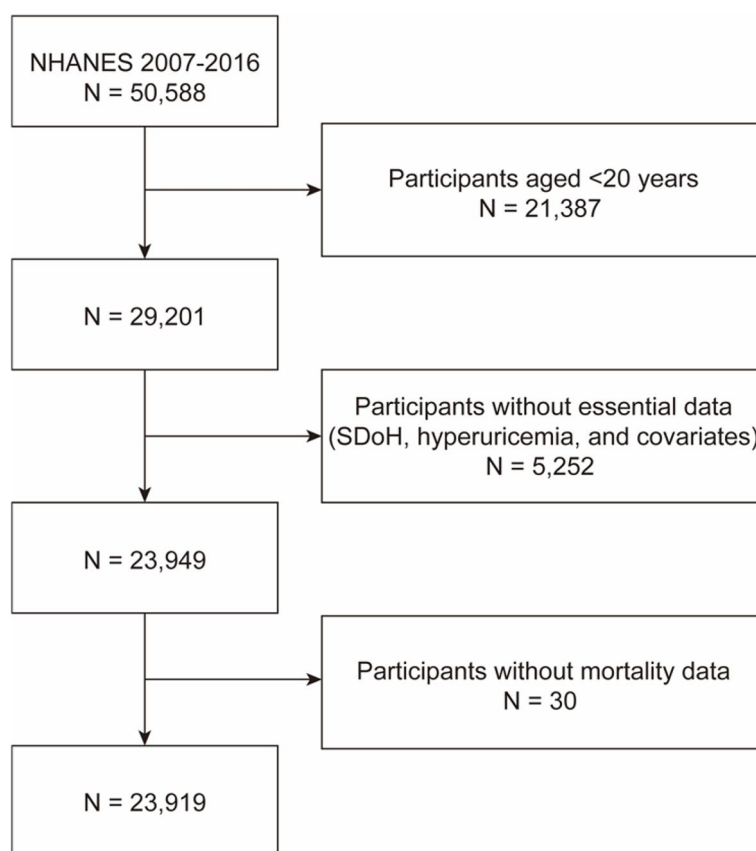 NHANES 2007-2016
N = 50,588
Participants aged <20 years
N = 21,387
N = 29,201
Participants without essential data
(SDoH, hyperuricemia, and covariates)
N = 5,252
N = 23,949
Participants without mortality data
N = 30
N = 23,919